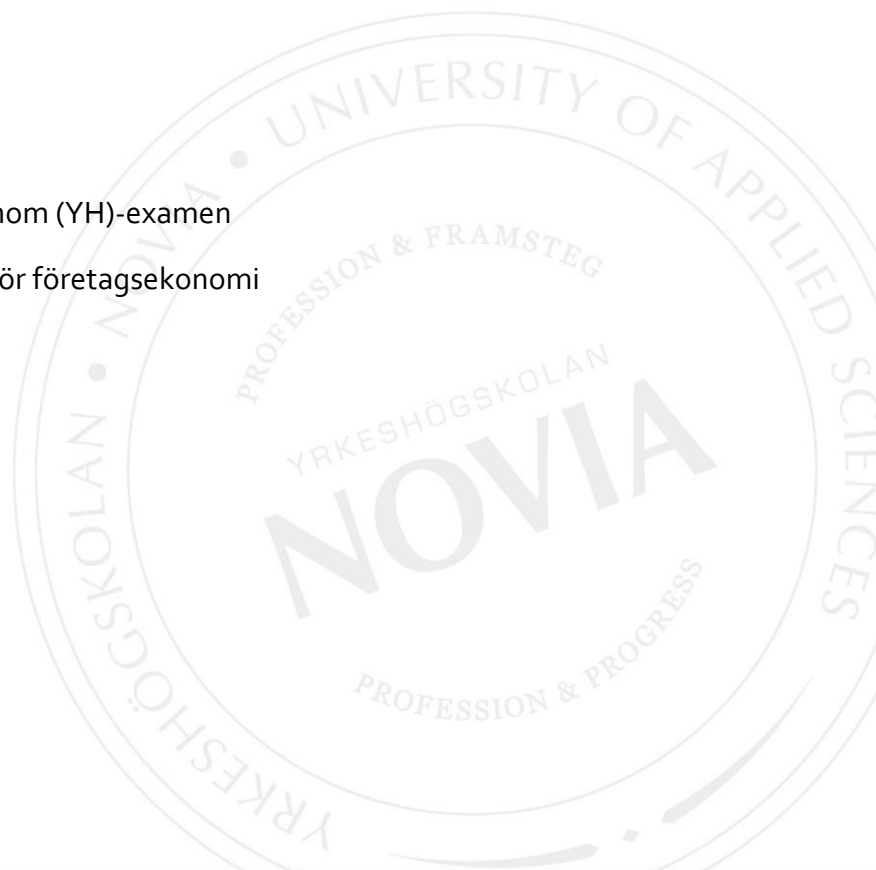 nom (YH)-examen
ör företagsekonomi
YRKESHÖGSKOLAN • NOVIA • UNIVERSITY OF APPLIED SCIENCES
PROFESSION & FRAMSTEG
YRKESHÖGSKOLAN
NOVIA
PROFESSION & PROGRESS